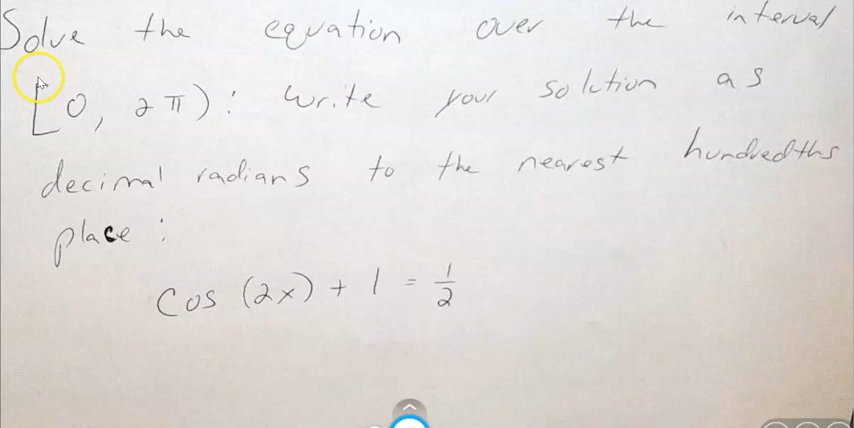 Solve the equation over the interval
[0, 2π): Write your solution as
decimal radians to the nearest hundredths
place:
cos (2x) + 1 = 1/2